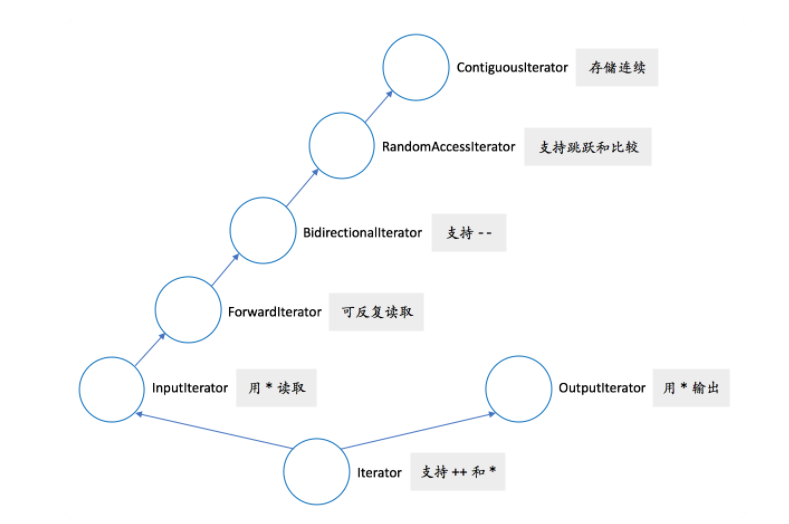 ContiguousIterator 存储连续
RandomAccessIterator 支持跳跃和比较
BidirectionalIterator 支持 --
ForwardIterator 可反复读取
InputIterator 用 * 读取
OutputIterator 用 * 输出
Iterator 支持 ++ 和 *